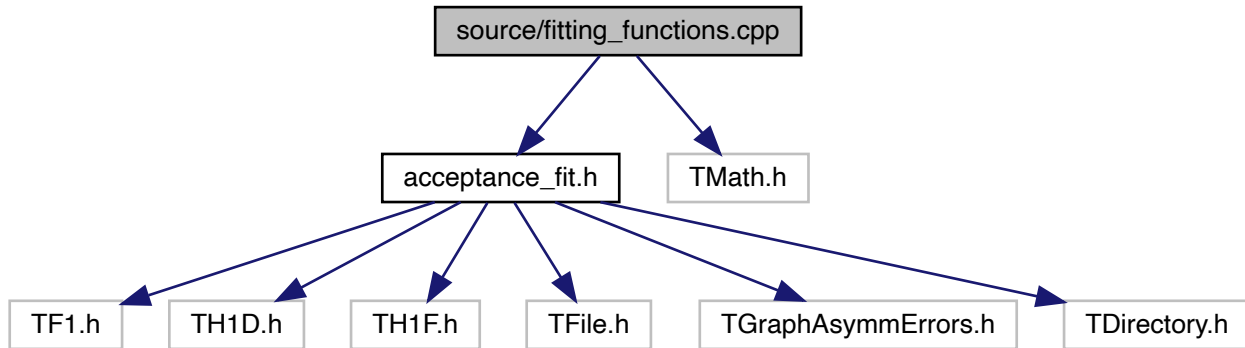 source/fitting_functions.cpp
acceptance_fit.h
TMath.h
TF1.h
TH1D.h
TH1F.h
TFile.h
TGraphAsymmErrors.h
TDirectory.h